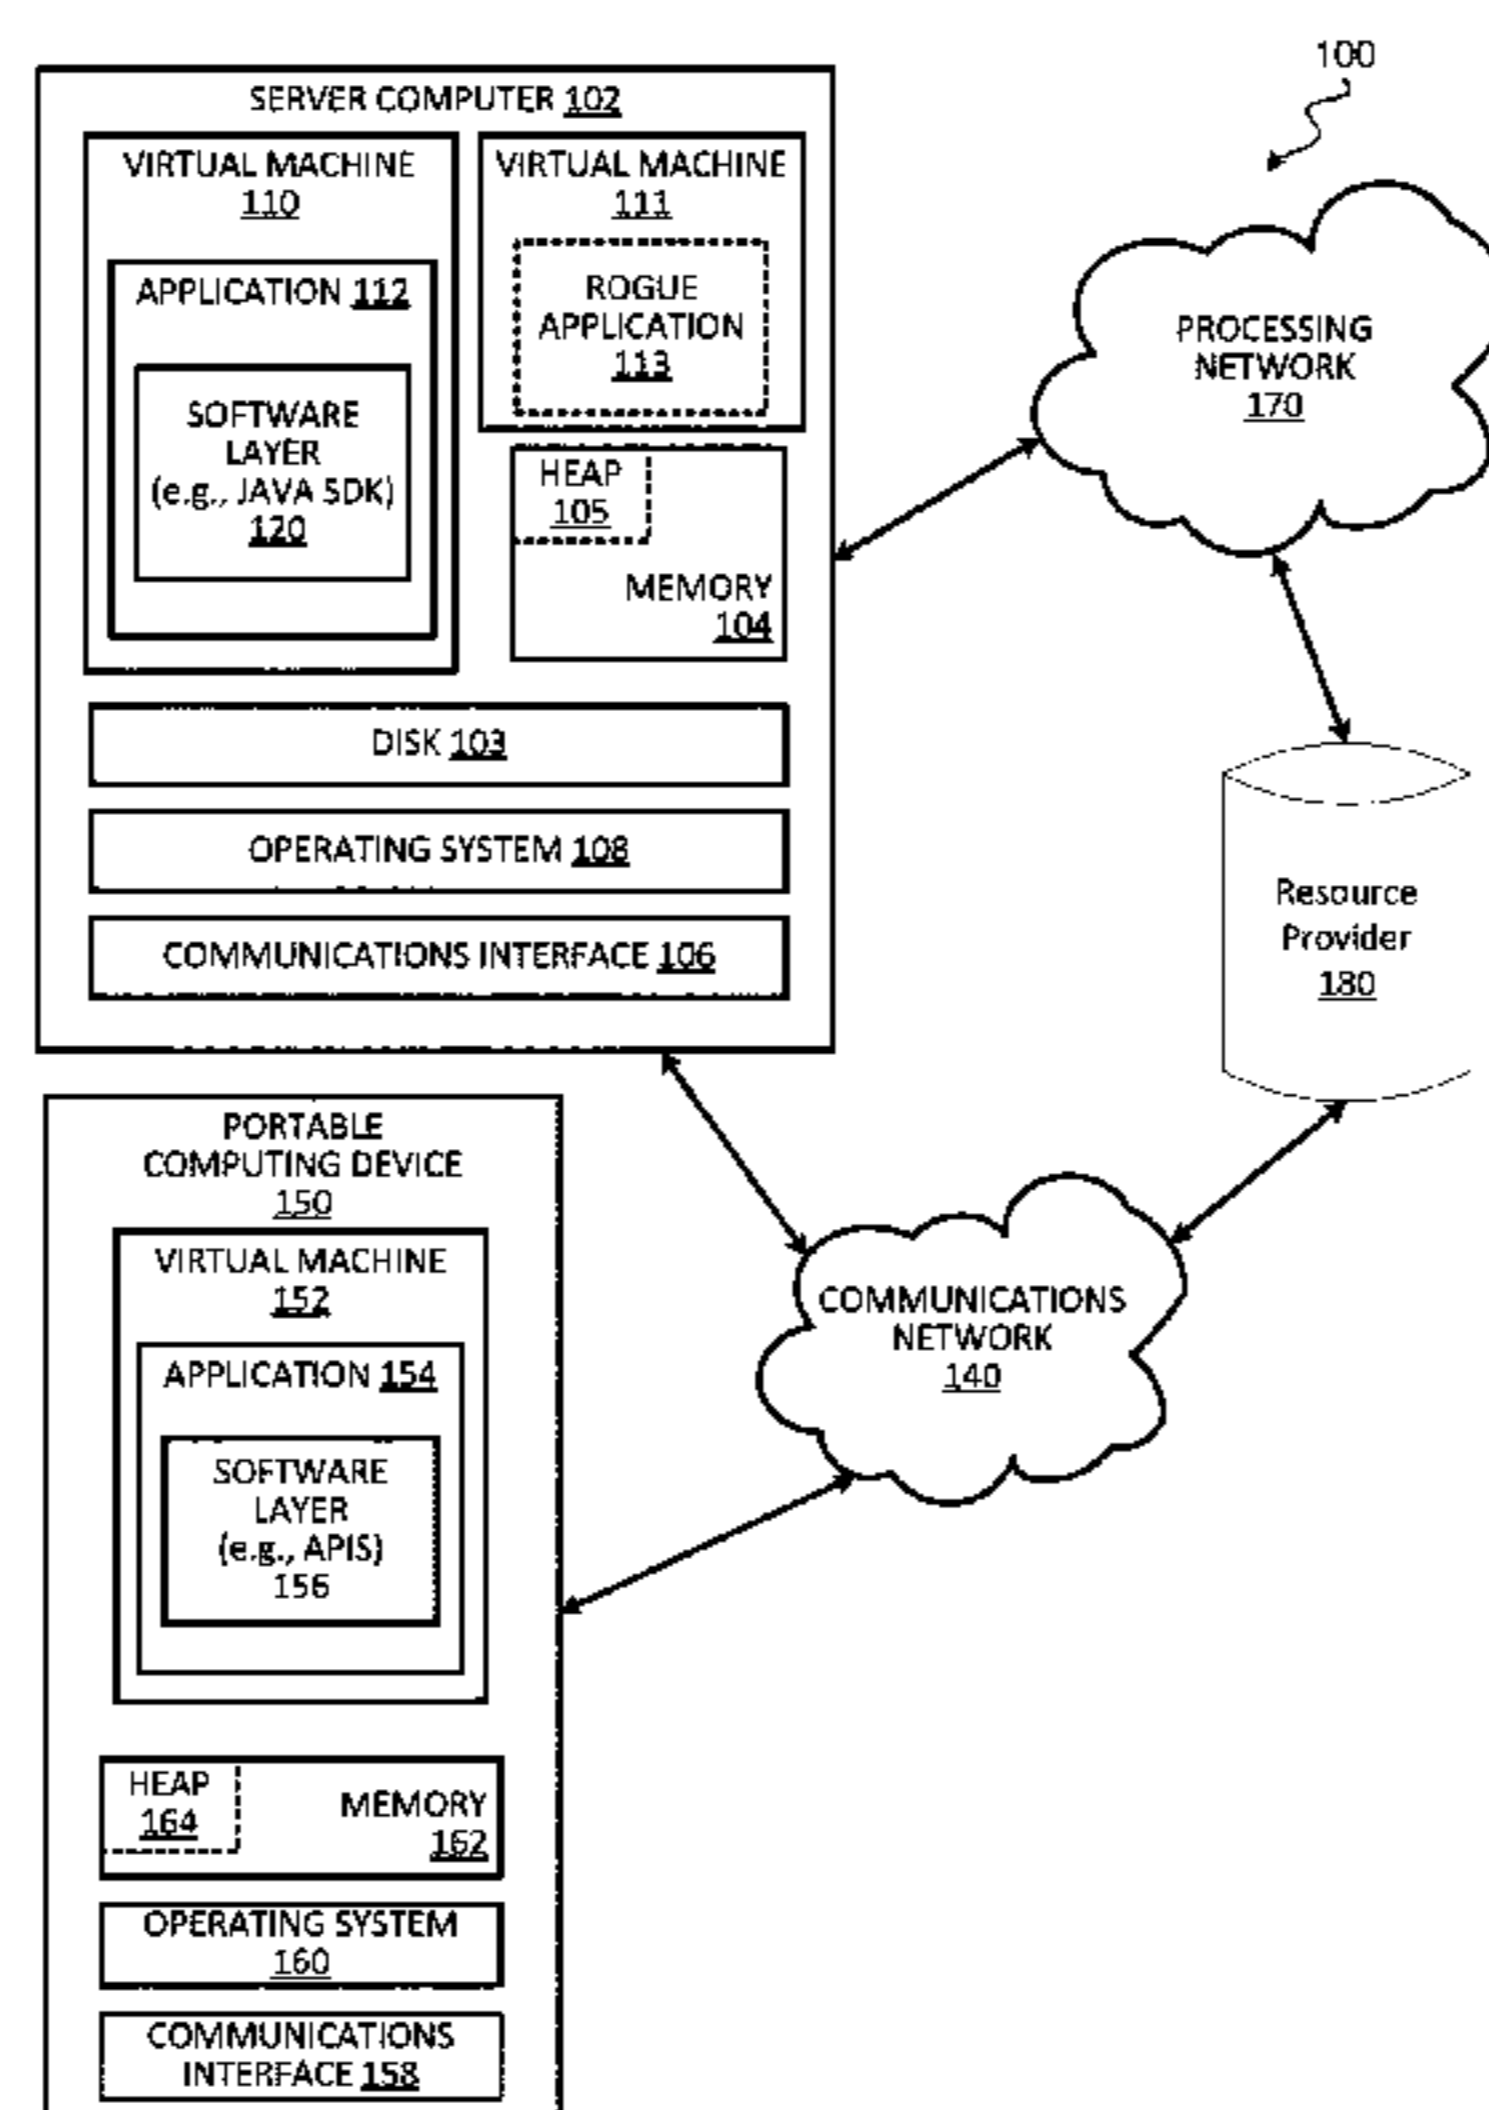 100
SERVER COMPUTER 102
VIRTUAL MACHINE
110
APPLICATION 112
SOFTWARE
LAYER
(e.g., JAVA SDK)
120
VIRTUAL MACHINE
111
ROGUE
APPLICATION
113
HEAP
105
MEMORY
104
DISK 103
OPERATING SYSTEM 108
COMMUNICATIONS INTERFACE 106
PROCESSING
NETWORK
170
Resource
Provider
180
COMMUNICATIONS
NETWORK
140
PORTABLE
COMPUTING DEVICE
150
VIRTUAL MACHINE
152
APPLICATION 154
SOFTWARE
LAYER
(e.g., APIS)
156
HEAP
164
MEMORY
162
OPERATING SYSTEM
160
COMMUNICATIONS
INTERFACE 158